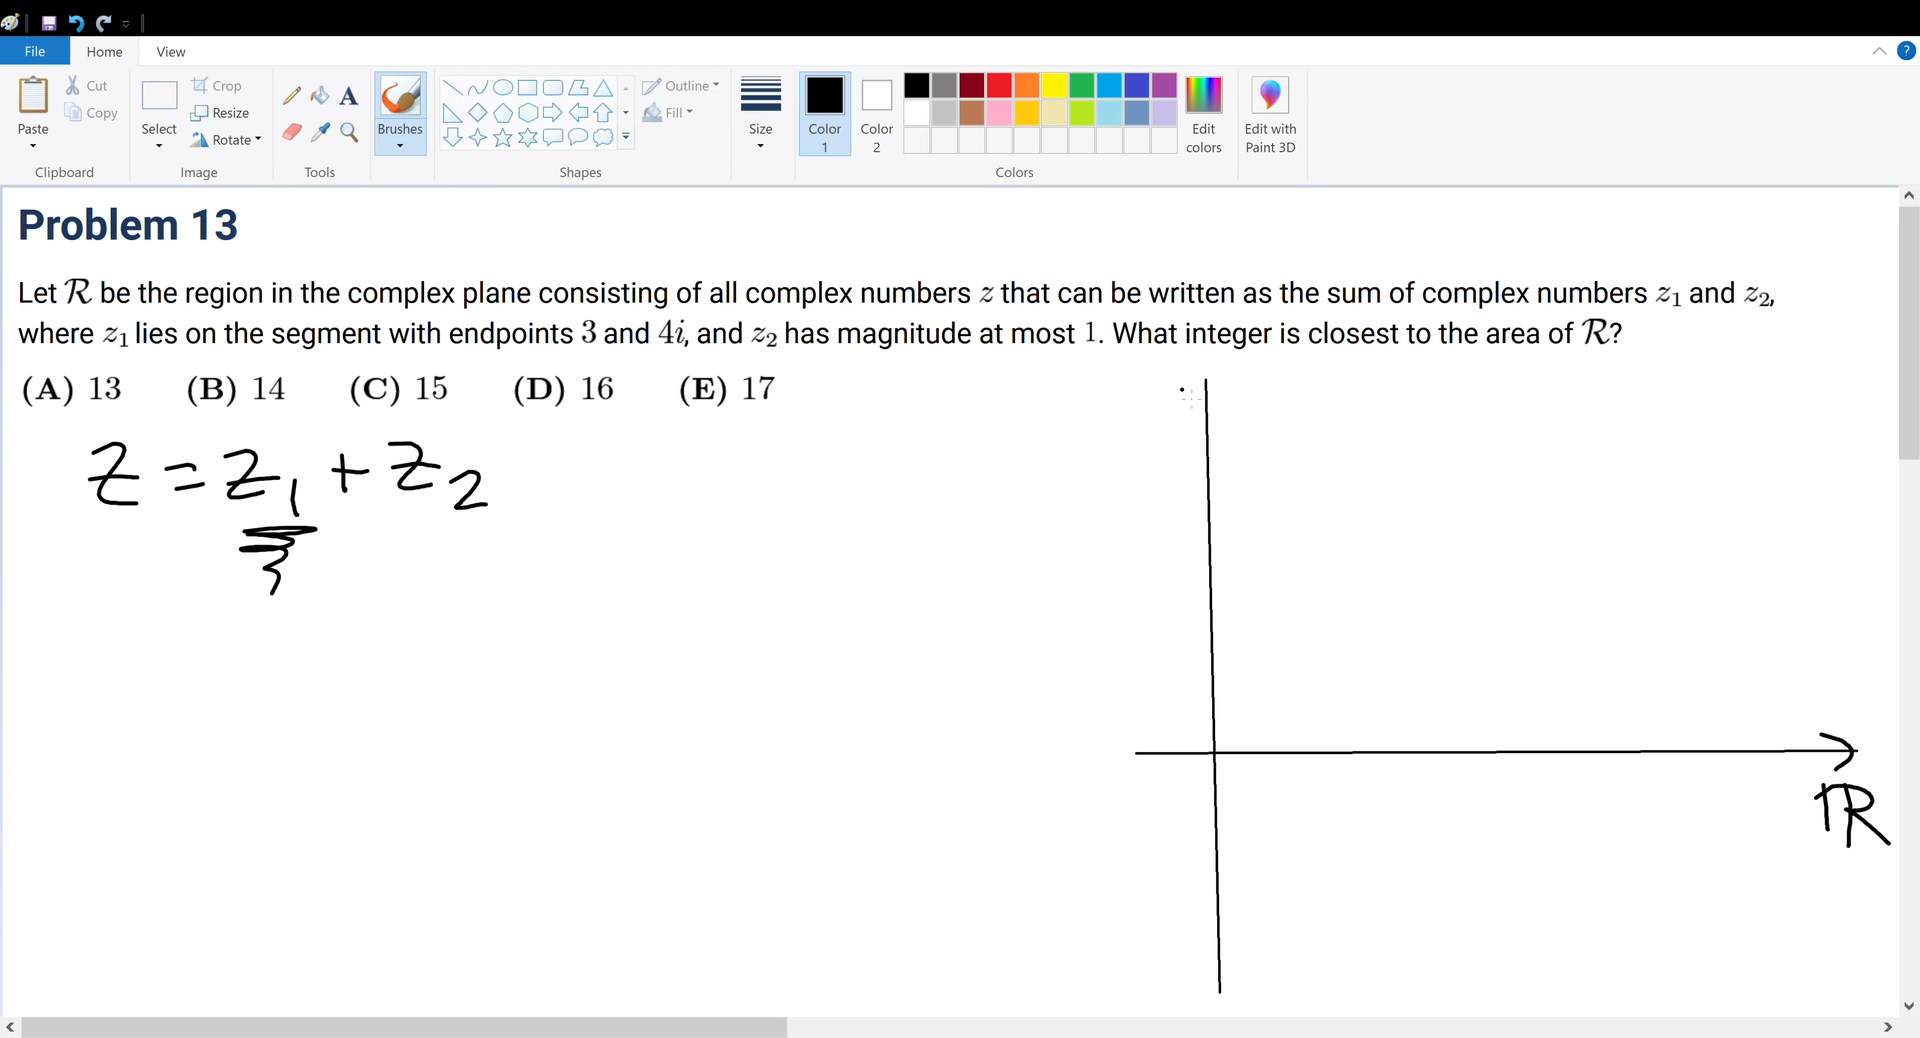 File Home View
Paste Cut Copy Select Crop Resize Rotate Brushes Outline Fill Size Color 1 Color 2 Edit colors Edit with Paint 3D
Clipboard Image Tools Shapes Colors
Problem 13
Let R be the region in the complex plane consisting of all complex numbers z that can be written as the sum of complex numbers z₁ and z₂,
where z₁ lies on the segment with endpoints 3 and 4i, and z₂ has magnitude at most 1. What integer is closest to the area of R?
(A) 13 (B) 14 (C) 15 (D) 16 (E) 17
z = z₁ + z₂
ℝ